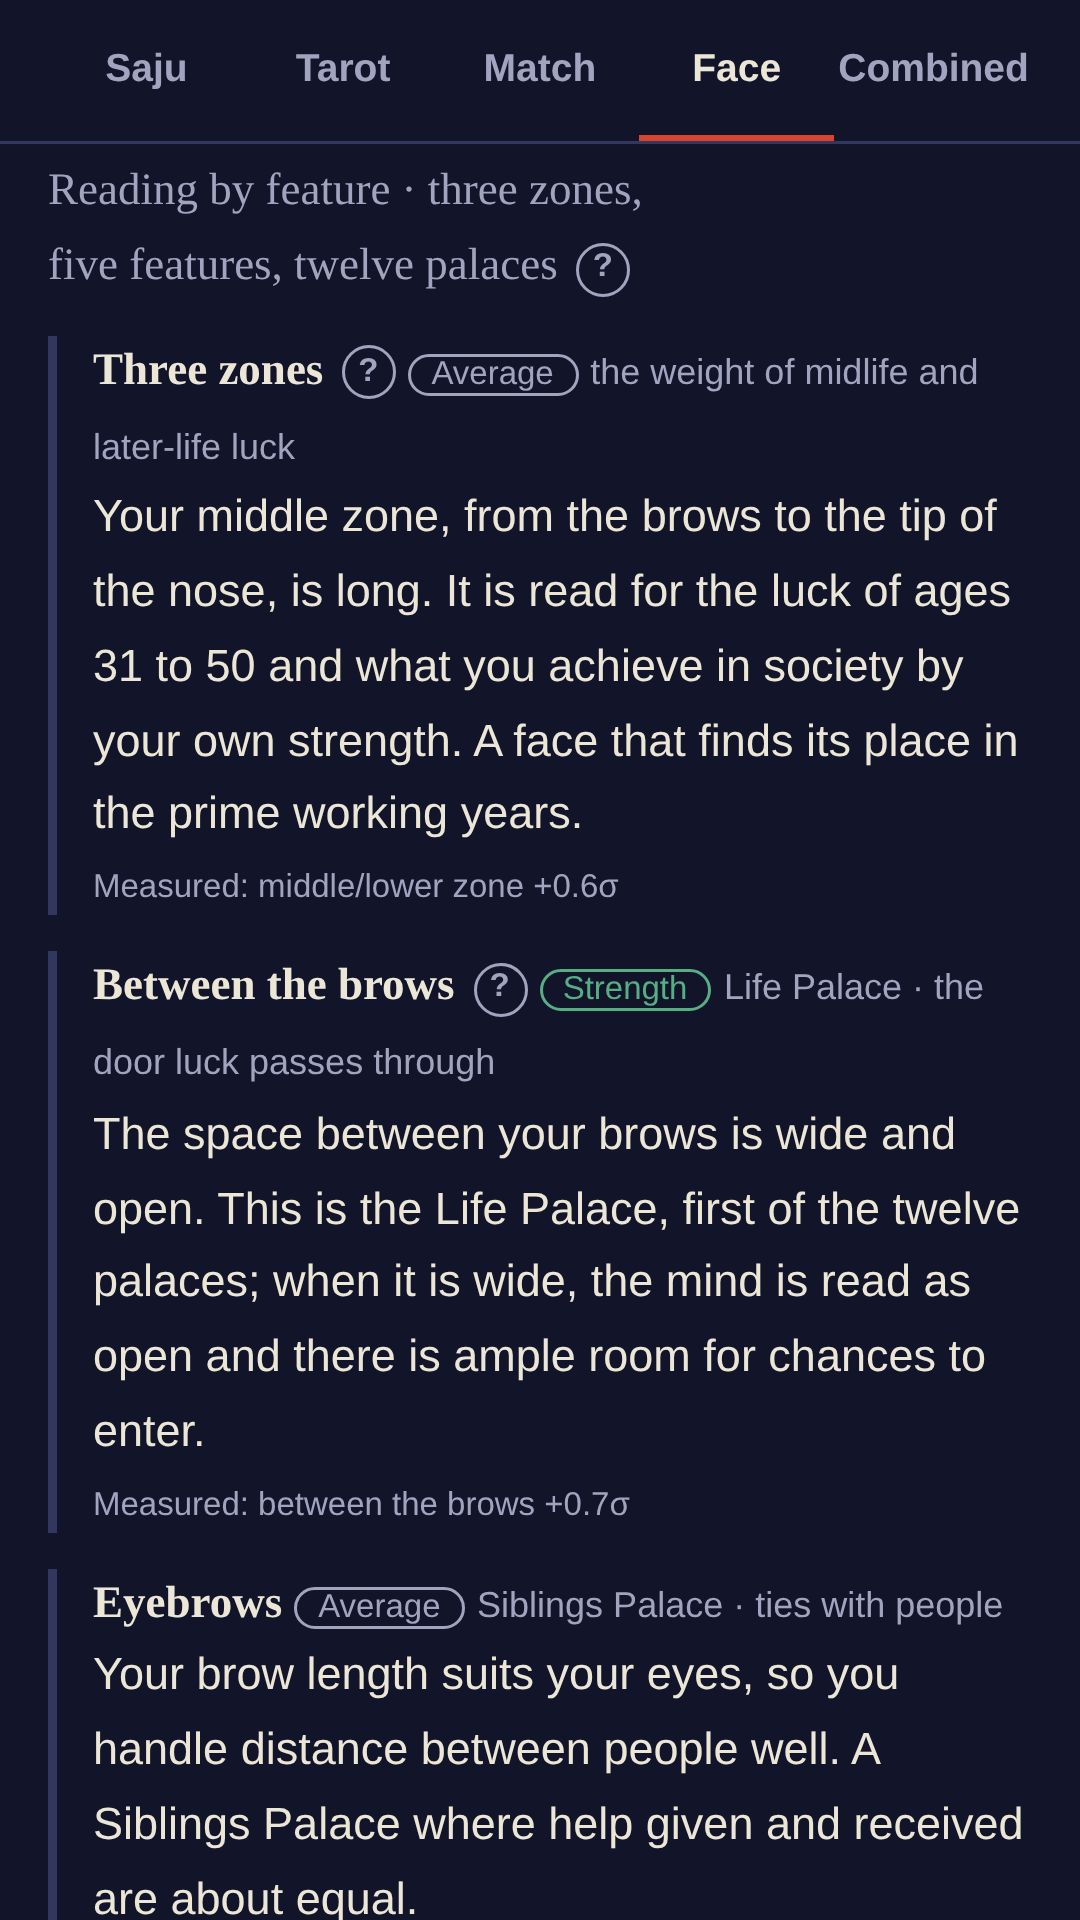 Saju Tarot Match Face Combined
Reading by feature · three zones,
five features, twelve palaces ?
Three zones ? Average the weight of midlife and
later-life luck
Your middle zone, from the brows to the tip of
the nose, is long. It is read for the luck of ages
31 to 50 and what you achieve in society by
your own strength. A face that finds its place in
the prime working years.
Measured: middle/lower zone +0.6σ
Between the brows ? Strength Life Palace · the
door luck passes through
The space between your brows is wide and
open. This is the Life Palace, first of the twelve
palaces; when it is wide, the mind is read as
open and there is ample room for chances to
enter.
Measured: between the brows +0.7σ
Eyebrows Average Siblings Palace · ties with people
Your brow length suits your eyes, so you
handle distance between people well. A
Siblings Palace where help given and received
are about equal.